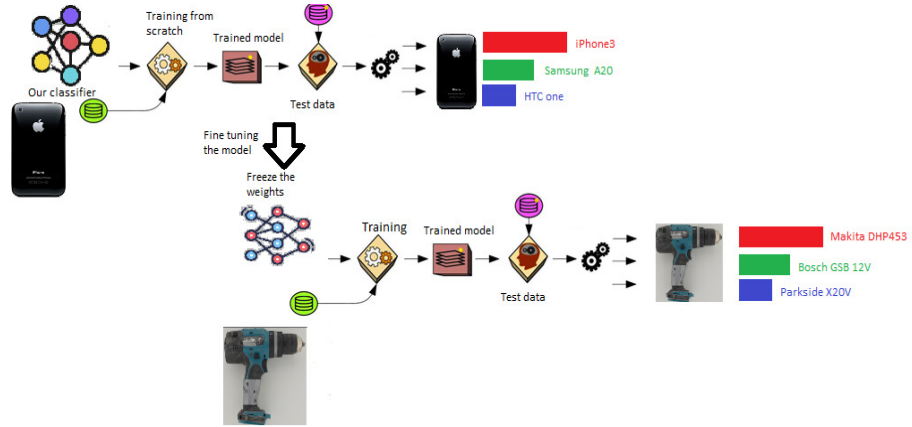 Training from
scratch
Trained model
iPhone3
Samsung A20
Our classifier
Test data
HTC one
Fine tuning
the model
Freeze the
weights
Training
Trained model
Makita DHP453
Bosch GSB 12V
Test data
Parkside X20V